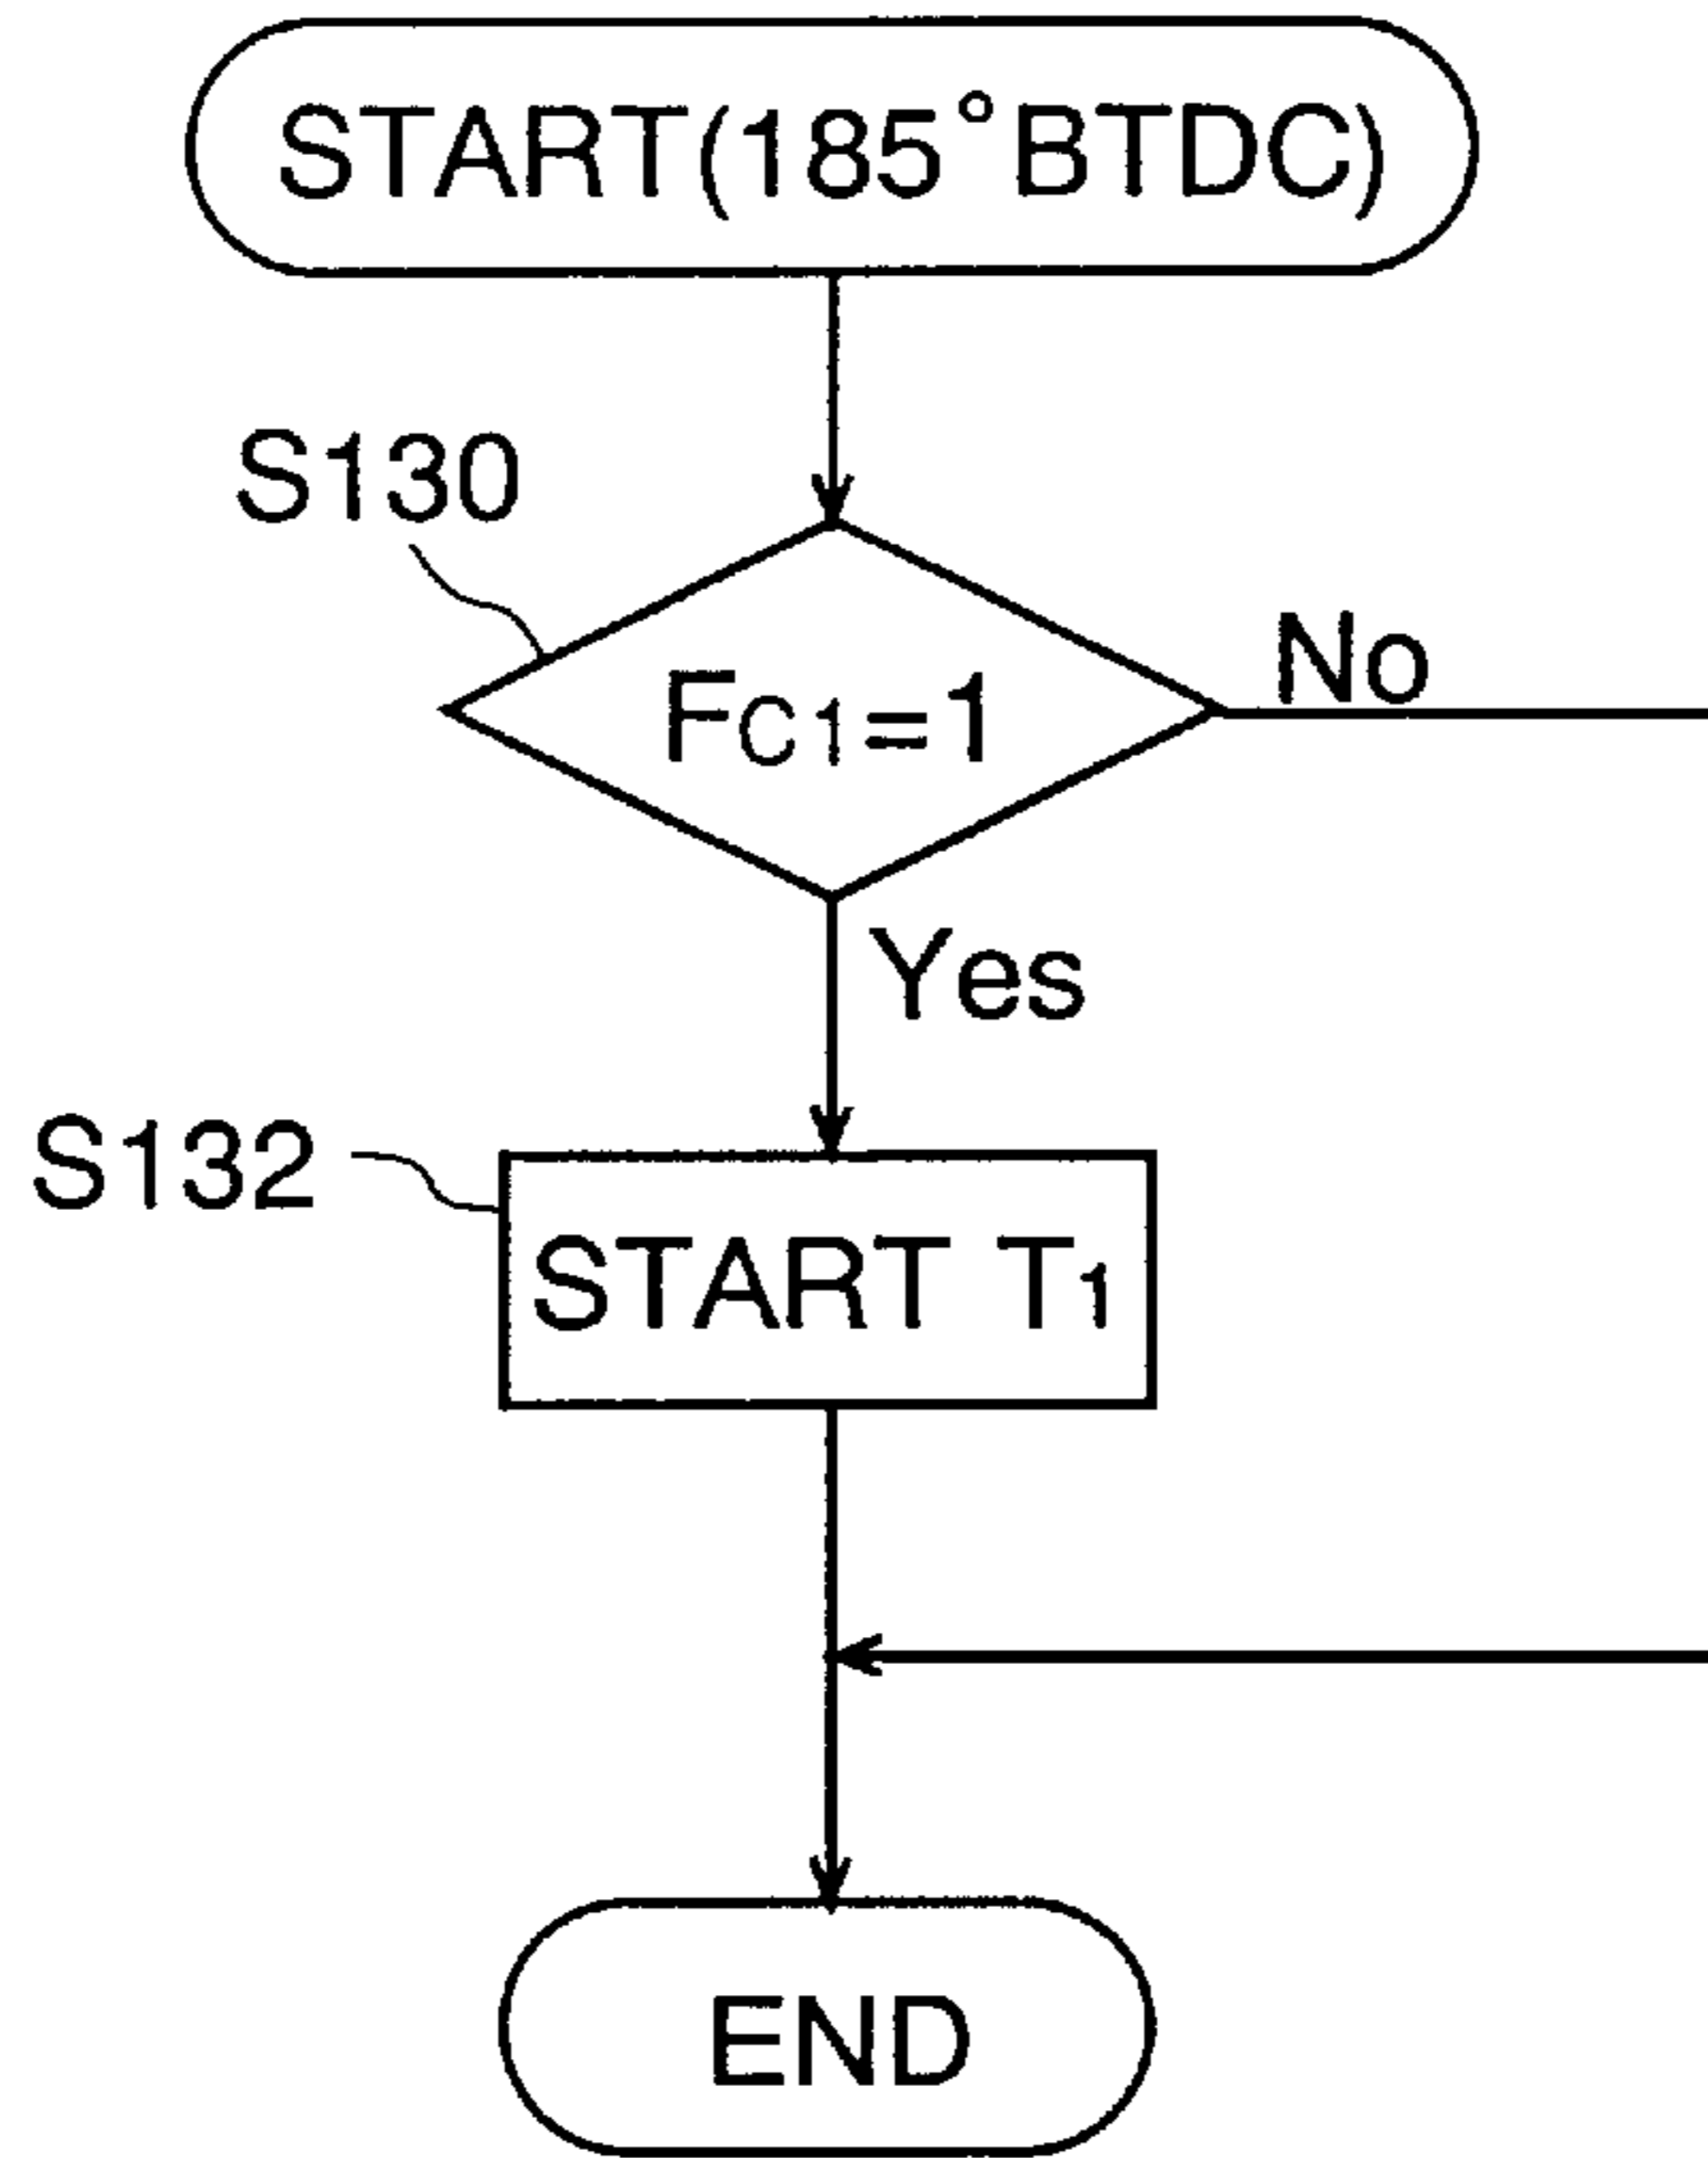 START(185°BTDC)
S130
FC1=1
No
Yes
S132
START T1
END